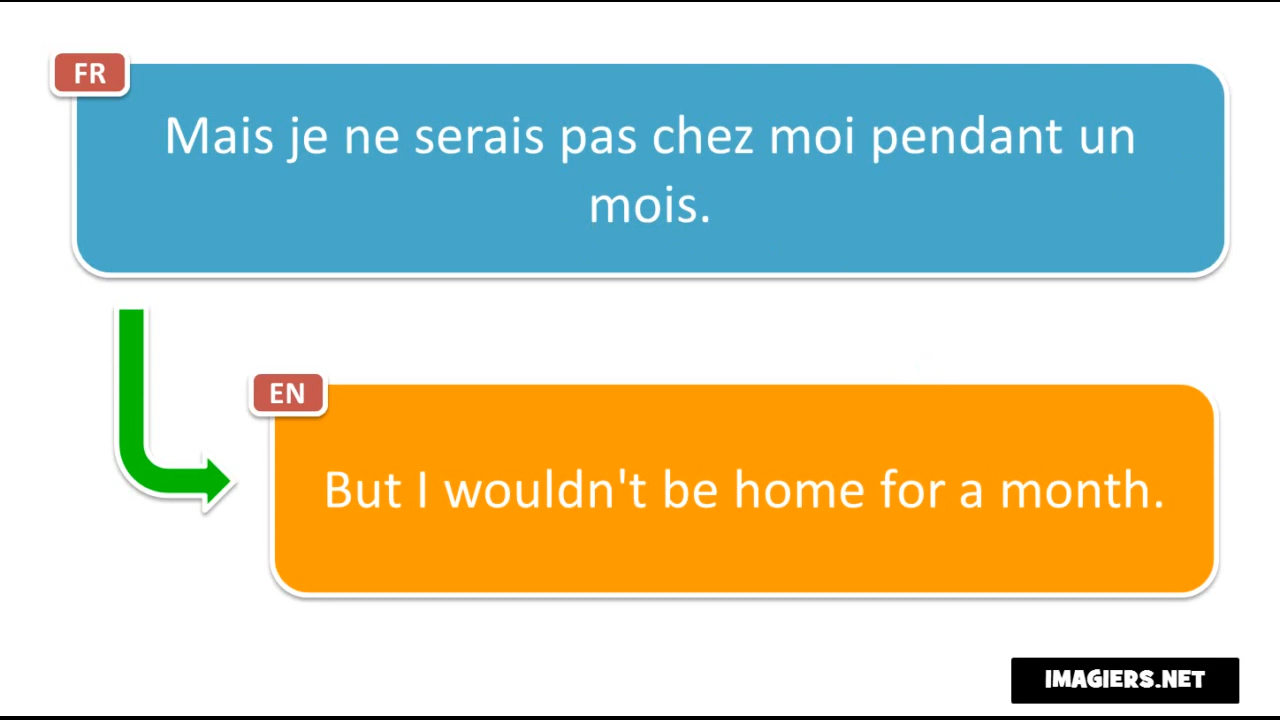 FR
Mais je ne serais pas chez moi pendant un
mois.
EN
But I wouldn't be home for a month.
IMAGIERS.NET